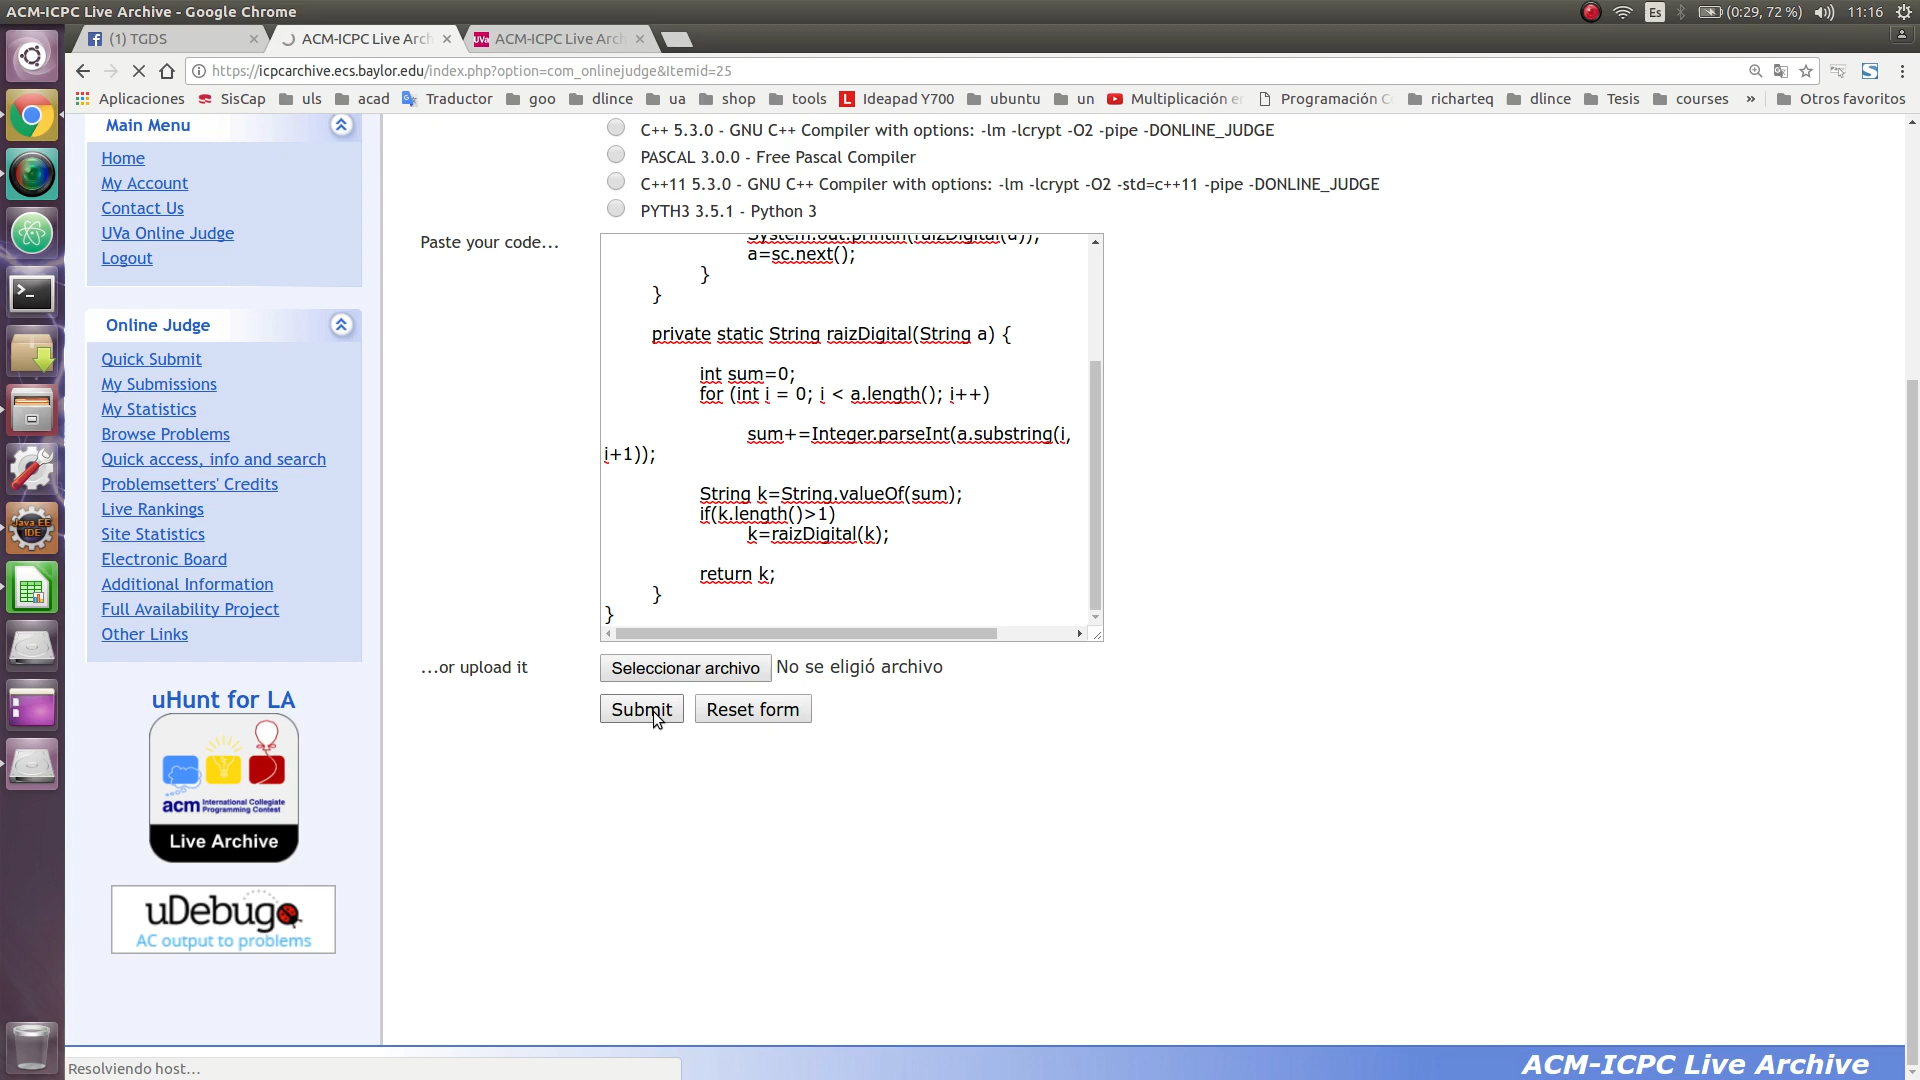 ACM-ICPC Live Archive - Google Chrome
Es (0:29, 72 %) 11:16
(1) TGDS ACM-ICPC Live Arch ACM-ICPC Live Arch
https://icpcarchive.ecs.baylor.edu/index.php?option=com_onlinejudge&Itemid=25
Aplicaciones SisCap uls acad Traductor goo dlince ua shop tools Ideapad Y700 ubuntu un Multiplicación e Programación C richarteq dlince Tesis courses » Otros favoritos
Main Menu
Home
My Account
Contact Us
UVa Online Judge
Logout
Online Judge
Quick Submit
My Submissions
My Statistics
Browse Problems
Quick access, info and search
Problemsetters' Credits
Live Rankings
Site Statistics
Electronic Board
Additional Information
Full Availability Project
Other Links
uHunt for LA
acm International Collegiate Programming Contest
Live Archive
uDebug
AC output to problems
C++ 5.3.0 - GNU C++ Compiler with options: -lm -lcrypt -O2 -pipe -DONLINE_JUDGE
PASCAL 3.0.0 - Free Pascal Compiler
C++11 5.3.0 - GNU C++ Compiler with options: -lm -lcrypt -O2 -std=c++11 -pipe -DONLINE_JUDGE
PYTH3 3.5.1 - Python 3
Paste your code...
System.out.println(raizDigital(a));
a=sc.next();
}
}
private static String raizDigital(String a) {
int sum=0;
for (int i = 0; i < a.length(); i++)
sum+=Integer.parseInt(a.substring(i,
i+1));
String k=String.valueOf(sum);
if(k.length()>1)
k=raizDigital(k);
return k;
}
}
...or upload it
Seleccionar archivo No se eligió archivo
Submit Reset form
Resolviendo host...
ACM-ICPC Live Archive